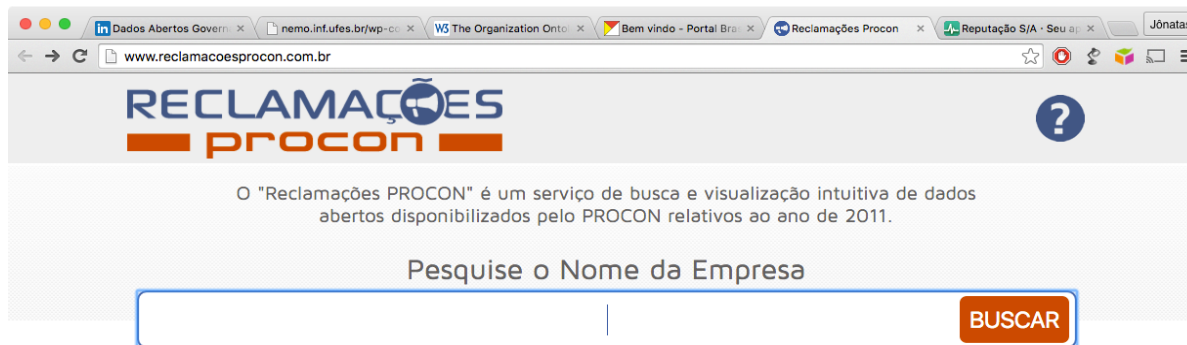 Dados Abertos Govern
nemo.inf.ufes.br/wp-co
W3 The Organization Ontol
Bem vindo - Portal Bras
Reclamações Procon
Reputação S/A · Seu ap
Jônatas
www.reclamacoesprocon.com.br
RECLAMAÇÕES
procon
?
O "Reclamações PROCON" é um serviço de busca e visualização intuitiva de dados
abertos disponibilizados pelo PROCON relativos ao ano de 2011.
Pesquise o Nome da Empresa
BUSCAR